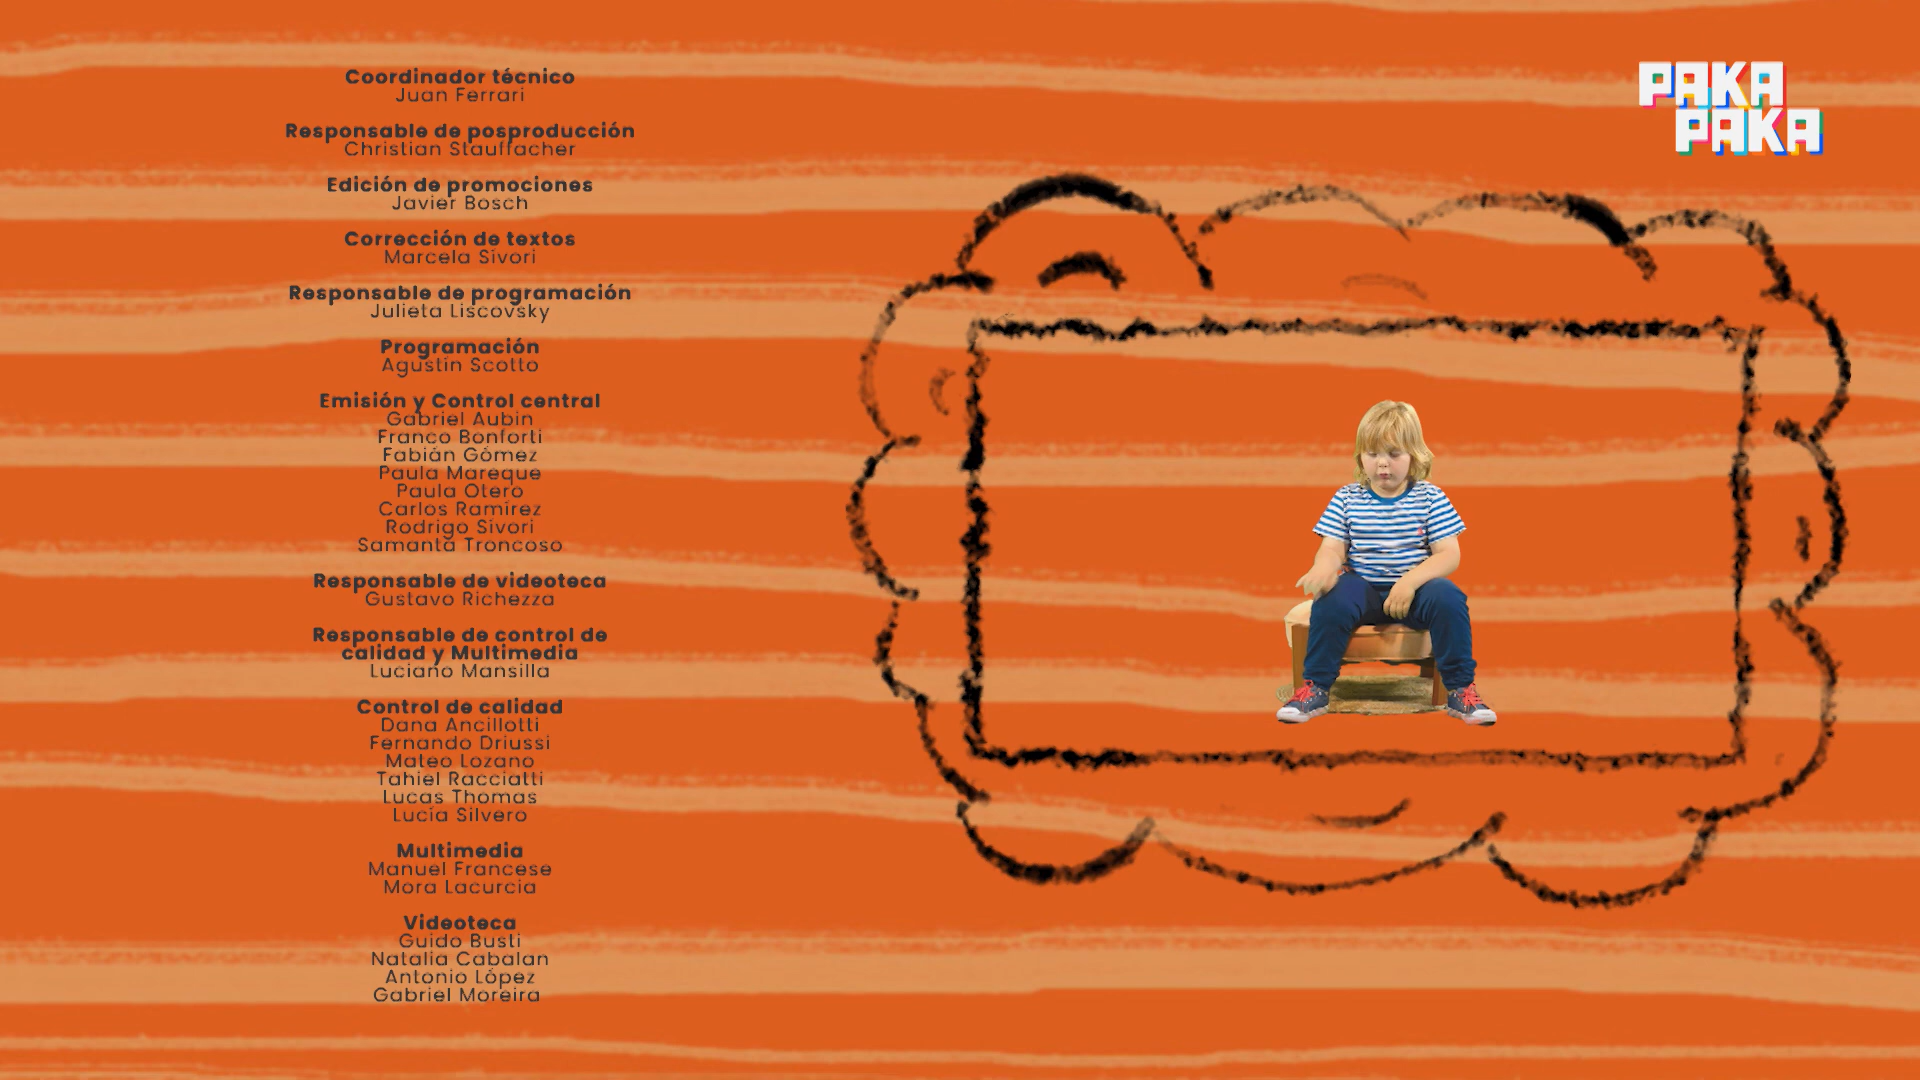 Coordinador técnico
Juan Ferrari
Responsable de posproducción
Christian Stauffacher
Edición de promociones
Javier Bosch
Corrección de textos
Marcela Sívori
Responsable de programación
Julieta Liscovsky
Programación
Agustín Scotto
Emisión y Control central
Gabriel Aubin
Franco Bonforti
Fabián Gómez
Paula Mareque
Paula Otero
Carlos Ramírez
Rodrigo Sivori
Samanta Troncoso
Responsable de videoteca
Gustavo Richezza
Responsable de control de
calidad y Multimedia
Luciano Mansilla
Control de calidad
Dana Ancillotti
Fernando Driussi
Mateo Lozano
Tahiel Racciatti
Lucas Thomas
Lucía Silvero
Multimedia
Manuel Francese
Mora Lacurcia
Videoteca
Guido Busti
Natalia Cabalan
Antonio López
Gabriel Moreira
PAKA
PAKA